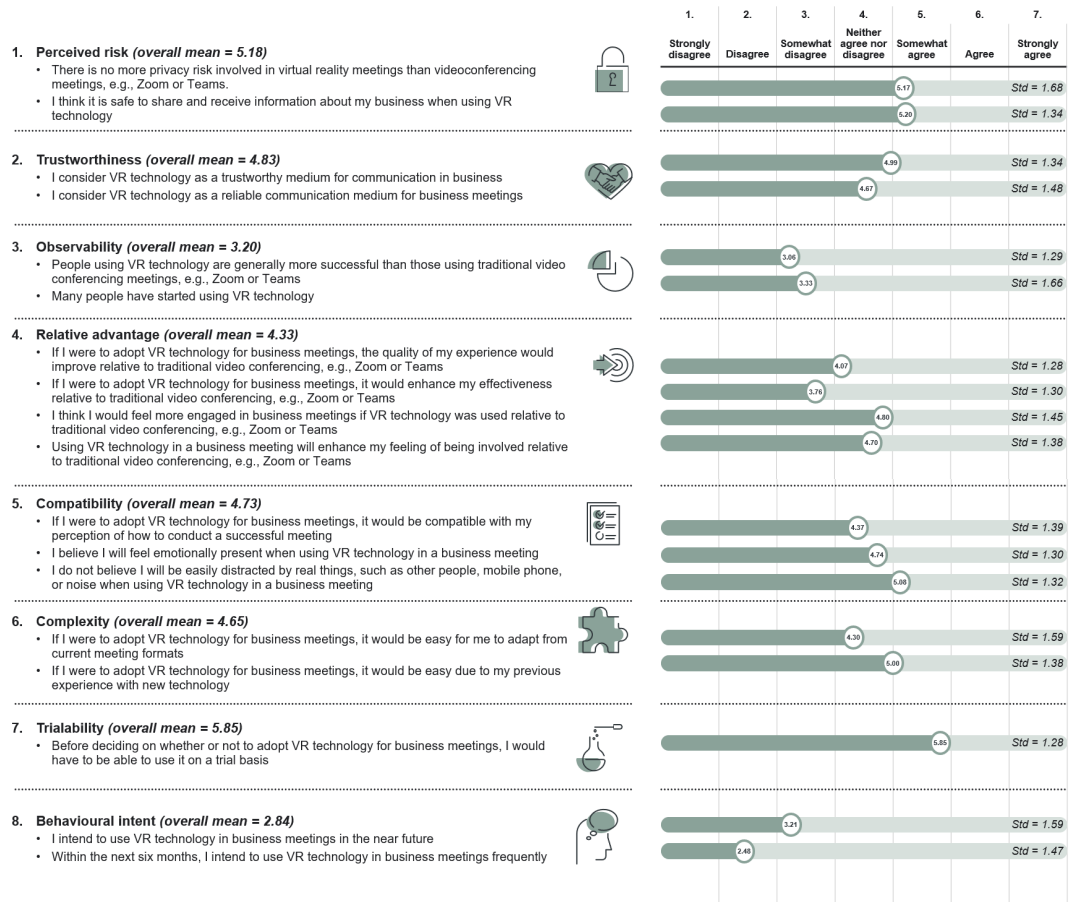 1. 2. 3. 4. 5. 6. 7.
Strongly disagree Disagree Somewhat disagree Neither agree nor disagree Somewhat agree Agree Strongly agree
1. Perceived risk (overall mean = 5.18)
• There is no more privacy risk involved in virtual reality meetings than videoconferencing
meetings, e.g., Zoom or Teams.
5.17 Std = 1.68
• I think it is safe to share and receive information about my business when using VR
technology
5.20 Std = 1.34
£
2. Trustworthiness (overall mean = 4.83)
• I consider VR technology as a trustworthy medium for communication in business
4.99 Std = 1.34
• I consider VR technology as a reliable communication medium for business meetings
4.67 Std = 1.48
3. Observability (overall mean = 3.20)
• People using VR technology are generally more successful than those using traditional video
conferencing meetings, e.g., Zoom or Teams
3.06 Std = 1.29
• Many people have started using VR technology
3.33 Std = 1.66
4. Relative advantage (overall mean = 4.33)
• If I were to adopt VR technology for business meetings, the quality of my experience would
improve relative to traditional video conferencing, e.g., Zoom or Teams
4.07 Std = 1.28
• If I were to adopt VR technology for business meetings, it would enhance my effectiveness
relative to traditional video conferencing, e.g., Zoom or Teams
3.76 Std = 1.30
• I think I would feel more engaged in business meetings if VR technology was used relative to
traditional video conferencing, e.g., Zoom or Teams
4.80 Std = 1.45
• Using VR technology in a business meeting will enhance my feeling of being involved relative
to traditional video conferencing, e.g., Zoom or Teams
4.70 Std = 1.38
5. Compatibility (overall mean = 4.73)
• If I were to adopt VR technology for business meetings, it would be compatible with my
perception of how to conduct a successful meeting
4.37 Std = 1.39
• I believe I will feel emotionally present when using VR technology in a business meeting
4.74 Std = 1.30
• I do not believe I will be easily distracted by real things, such as other people, mobile phone,
or noise when using VR technology in a business meeting
5.08 Std = 1.32
6. Complexity (overall mean = 4.65)
• If I were to adopt VR technology for business meetings, it would be easy for me to adapt from
current meeting formats
4.30 Std = 1.59
• If I were to adopt VR technology for business meetings, it would be easy due to my previous
experience with new technology
5.00 Std = 1.38
7. Trialability (overall mean = 5.85)
• Before deciding on whether or not to adopt VR technology for business meetings, I would
have to be able to use it on a trial basis
5.85 Std = 1.28
8. Behavioural intent (overall mean = 2.84)
• I intend to use VR technology in business meetings in the near future
3.21 Std = 1.59
• Within the next six months, I intend to use VR technology in business meetings frequently
2.48 Std = 1.47